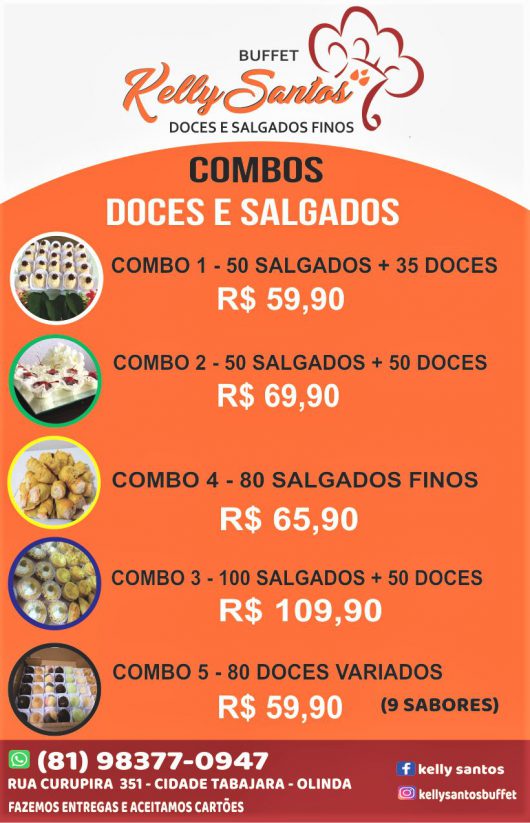 BUFFET
Kelly Santos
DOCES E SALGADOS FINOS
COMBOS
DOCES E SALGADOS
COMBO 1 - 50 SALGADOS + 35 DOCES
R$ 59,90
COMBO 2 - 50 SALGADOS + 50 DOCES
R$ 69,90
COMBO 4 - 80 SALGADOS FINOS
R$ 65,90
COMBO 3 - 100 SALGADOS + 50 DOCES
R$ 109,90
COMBO 5 - 80 DOCES VARIADOS
R$ 59,90 (9 SABORES)
(81) 98377-0947
RUA CURUPIRA 351 - CIDADE TABAJARA - OLINDA
FAZEMOS ENTREGAS E ACEITAMOS CARTÕES
kelly santos
kellysantosbuffet